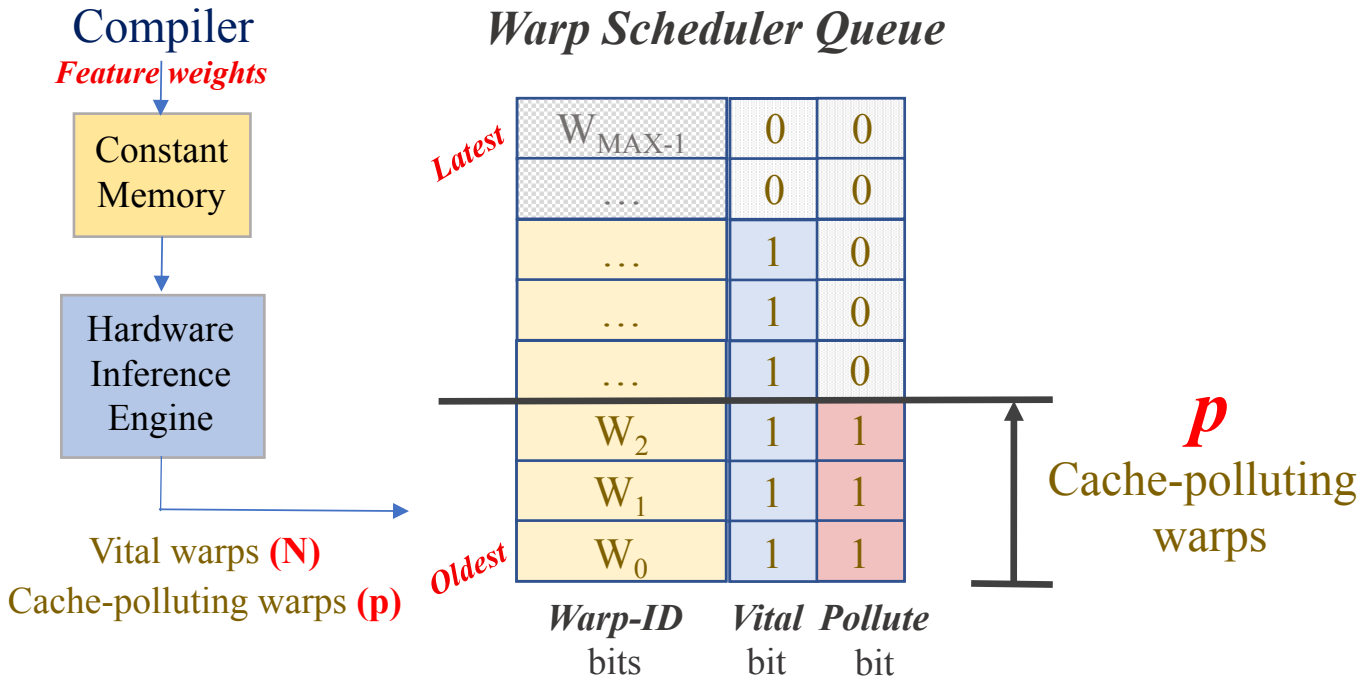 Compiler
Feature weights
Constant
Memory
Hardware
Inference
Engine
Vital warps (N)
Cache-polluting warps (p)
Warp Scheduler Queue
Latest
W_MAX-1 0 0
... 0 0
... 1 0
... 1 0
... 1 0
W_2 1 1
W_1 1 1
W_0 1 1
Oldest
Warp-ID Vital Pollute
bits bit bit
p
Cache-polluting
warps